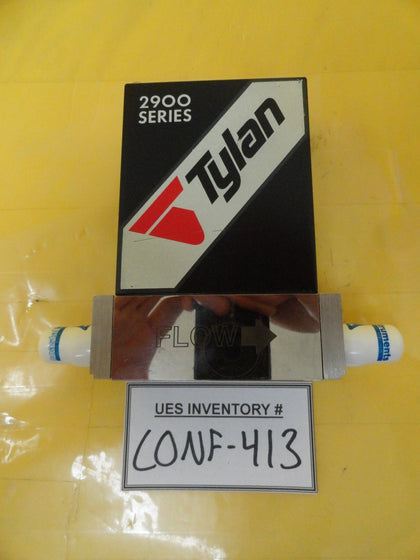 2900
SERIES
Tylan
FLOW
UES INVENTORY #
CONF-413